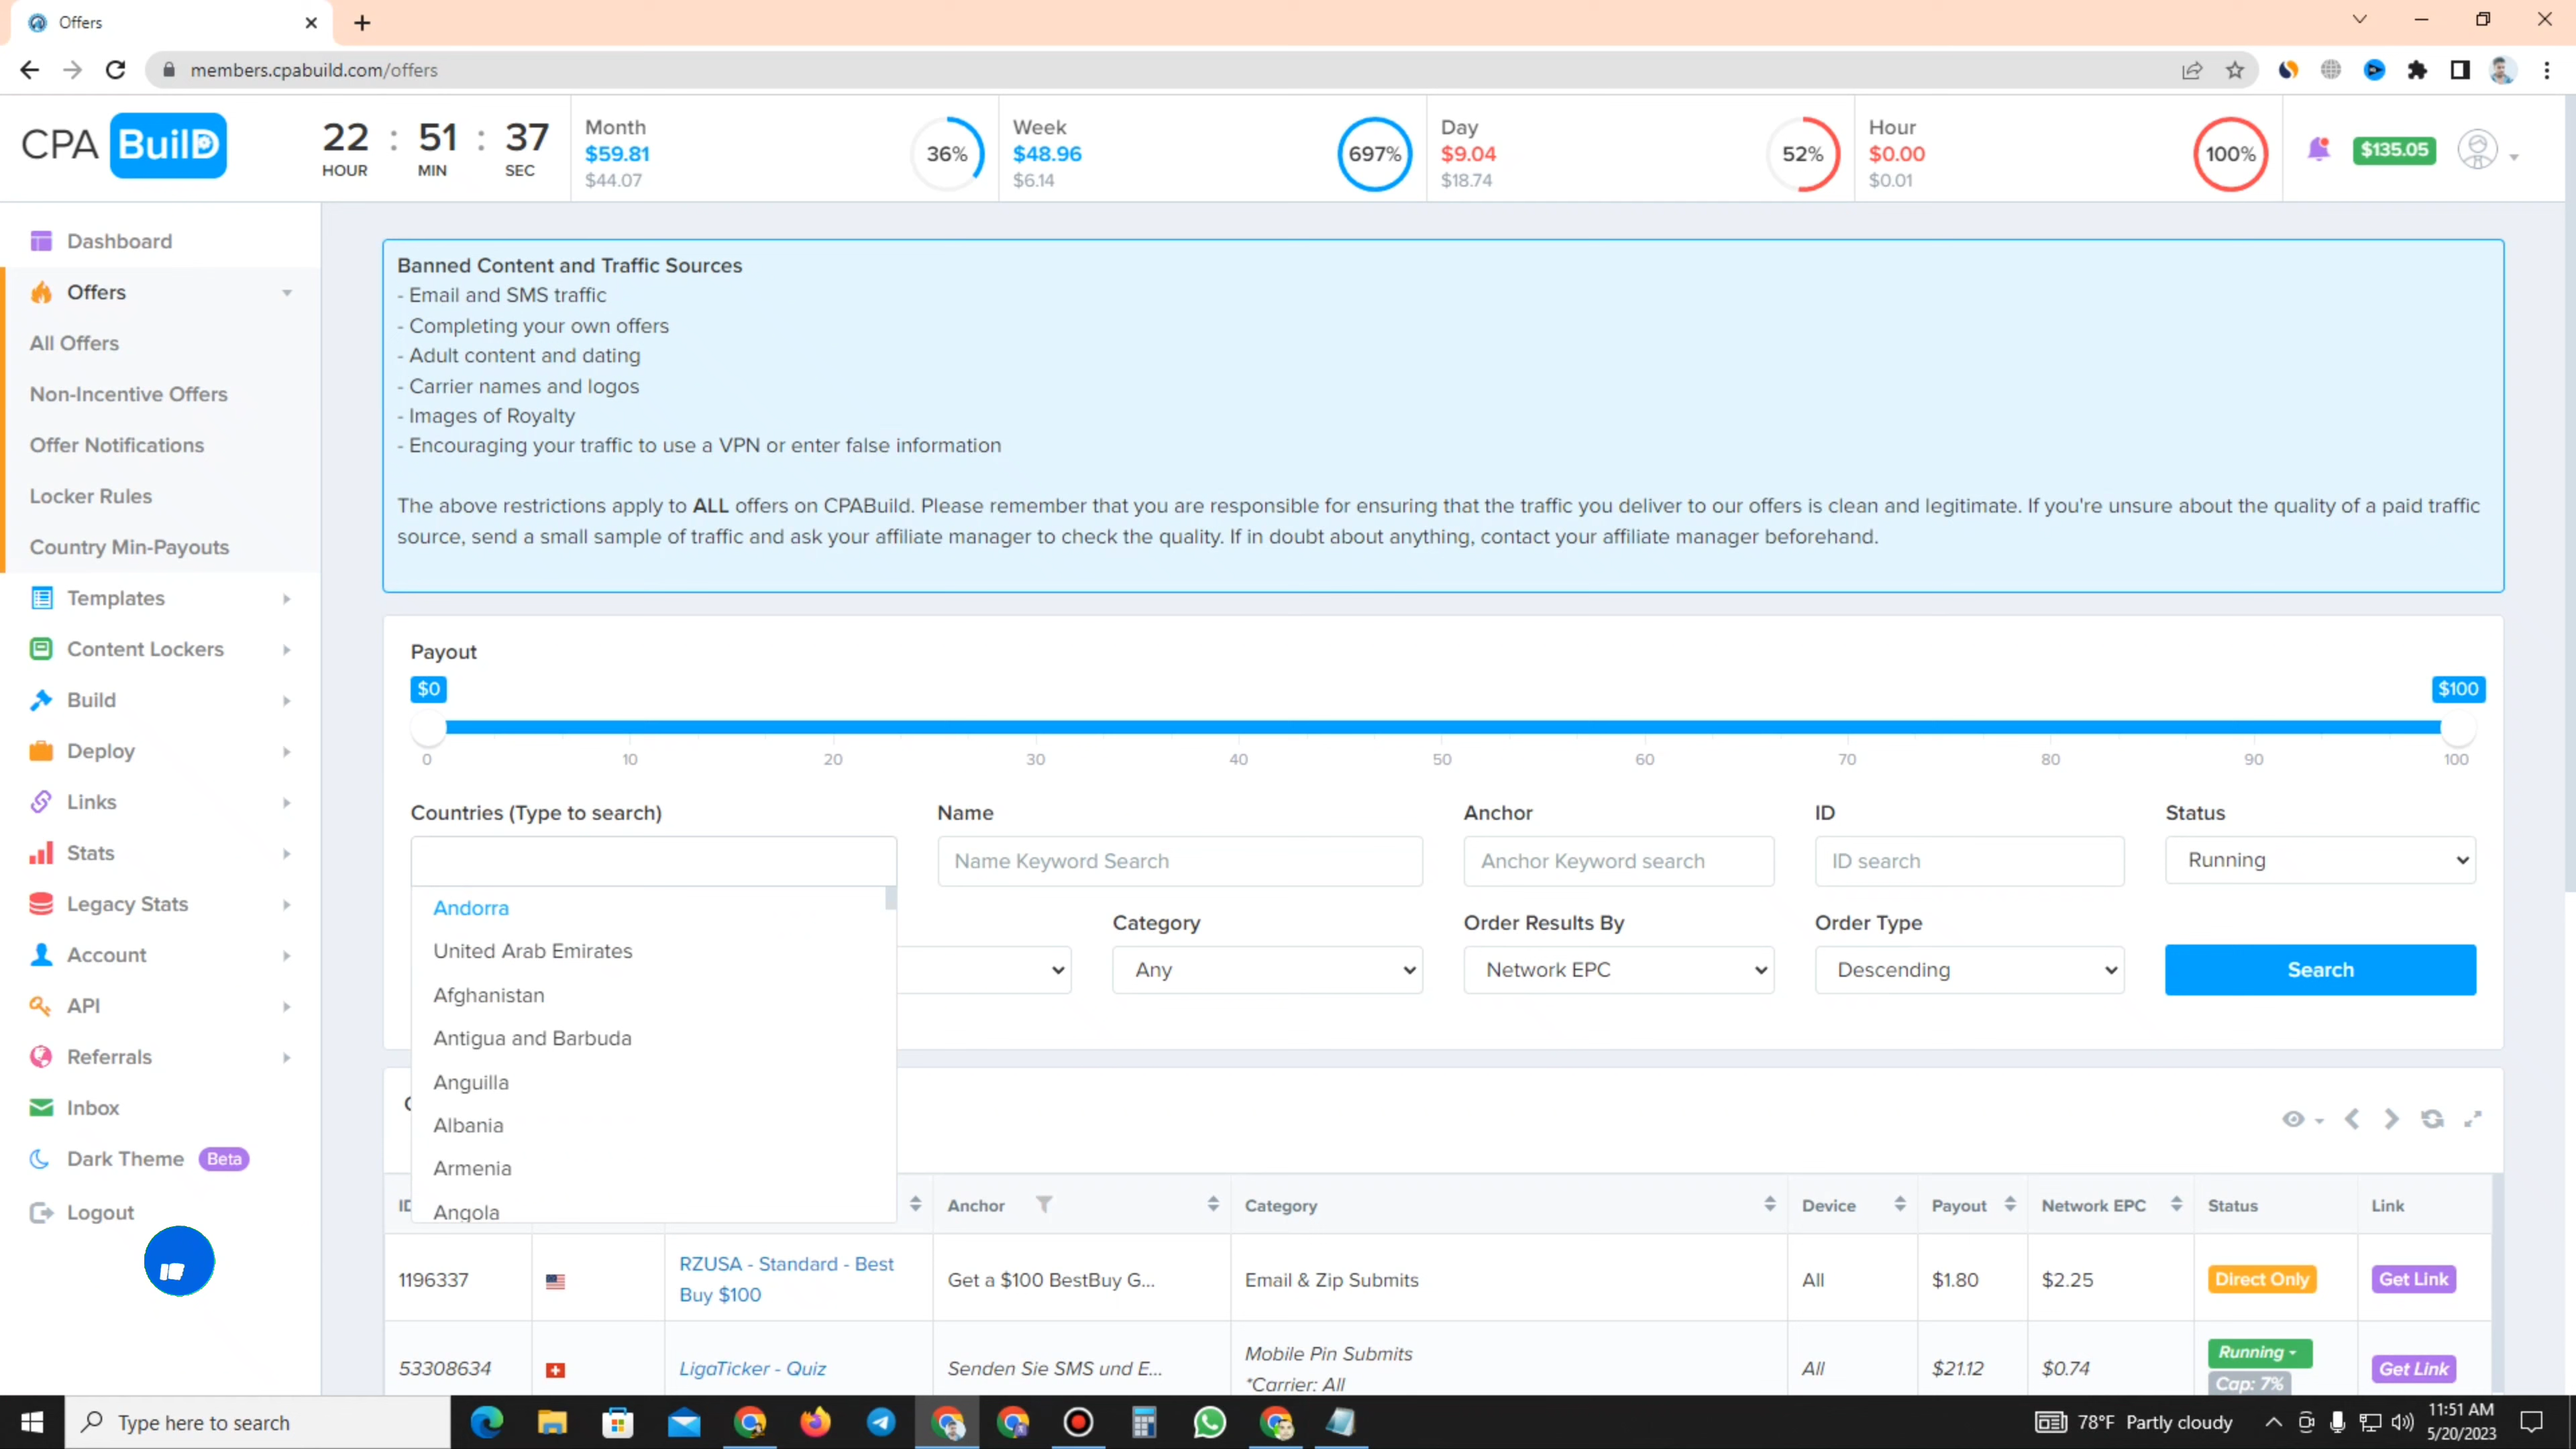 Offers
members.cpabuild.com/offers
CPA BuilD
22 : 51 : 37
HOUR MIN SEC
Month
$59.81
$44.07
36%
Week
$48.96
$6.14
697%
Day
$9.04
$18.74
52%
Hour
$0.00
$0.01
100%
$135.05
Dashboard
Offers
All Offers
Non-Incentive Offers
Offer Notifications
Locker Rules
Country Min-Payouts
Templates
Content Lockers
Build
Deploy
Links
Stats
Legacy Stats
Account
API
Referrals
Inbox
Dark Theme Beta
Logout
Banned Content and Traffic Sources
- Email and SMS traffic
- Completing your own offers
- Adult content and dating
- Carrier names and logos
- Images of Royalty
- Encouraging your traffic to use a VPN or enter false information
The above restrictions apply to ALL offers on CPABuild. Please remember that you are responsible for ensuring that the traffic you deliver to our offers is clean and legitimate. If you're unsure about the quality of a paid traffic
source, send a small sample of traffic and ask your affiliate manager to check the quality. If in doubt about anything, contact your affiliate manager beforehand.
Payout
$0 $100
0 10 20 30 40 50 60 70 80 90 100
Countries (Type to search) Name Anchor ID Status
Name Keyword Search Anchor Keyword search ID search Running
Andorra
United Arab Emirates
Afghanistan
Antigua and Barbuda
Anguilla
Albania
Armenia
Angola
Category Order Results By Order Type
Any Network EPC Descending Search
ID Anchor Category Device Payout Network EPC Status Link
1196337 RZUSA - Standard - Best Get a $100 BestBuy G... Email & Zip Submits All $1.80 $2.25 Direct Only Get Link
Buy $100
53308634 LigaTicker - Quiz Senden Sie SMS und E... Mobile Pin Submits All $21.12 $0.74 Running Get Link
*Carrier: All Cap: 7%
Type here to search
78°F Partly cloudy
11:51 AM
5/20/2023